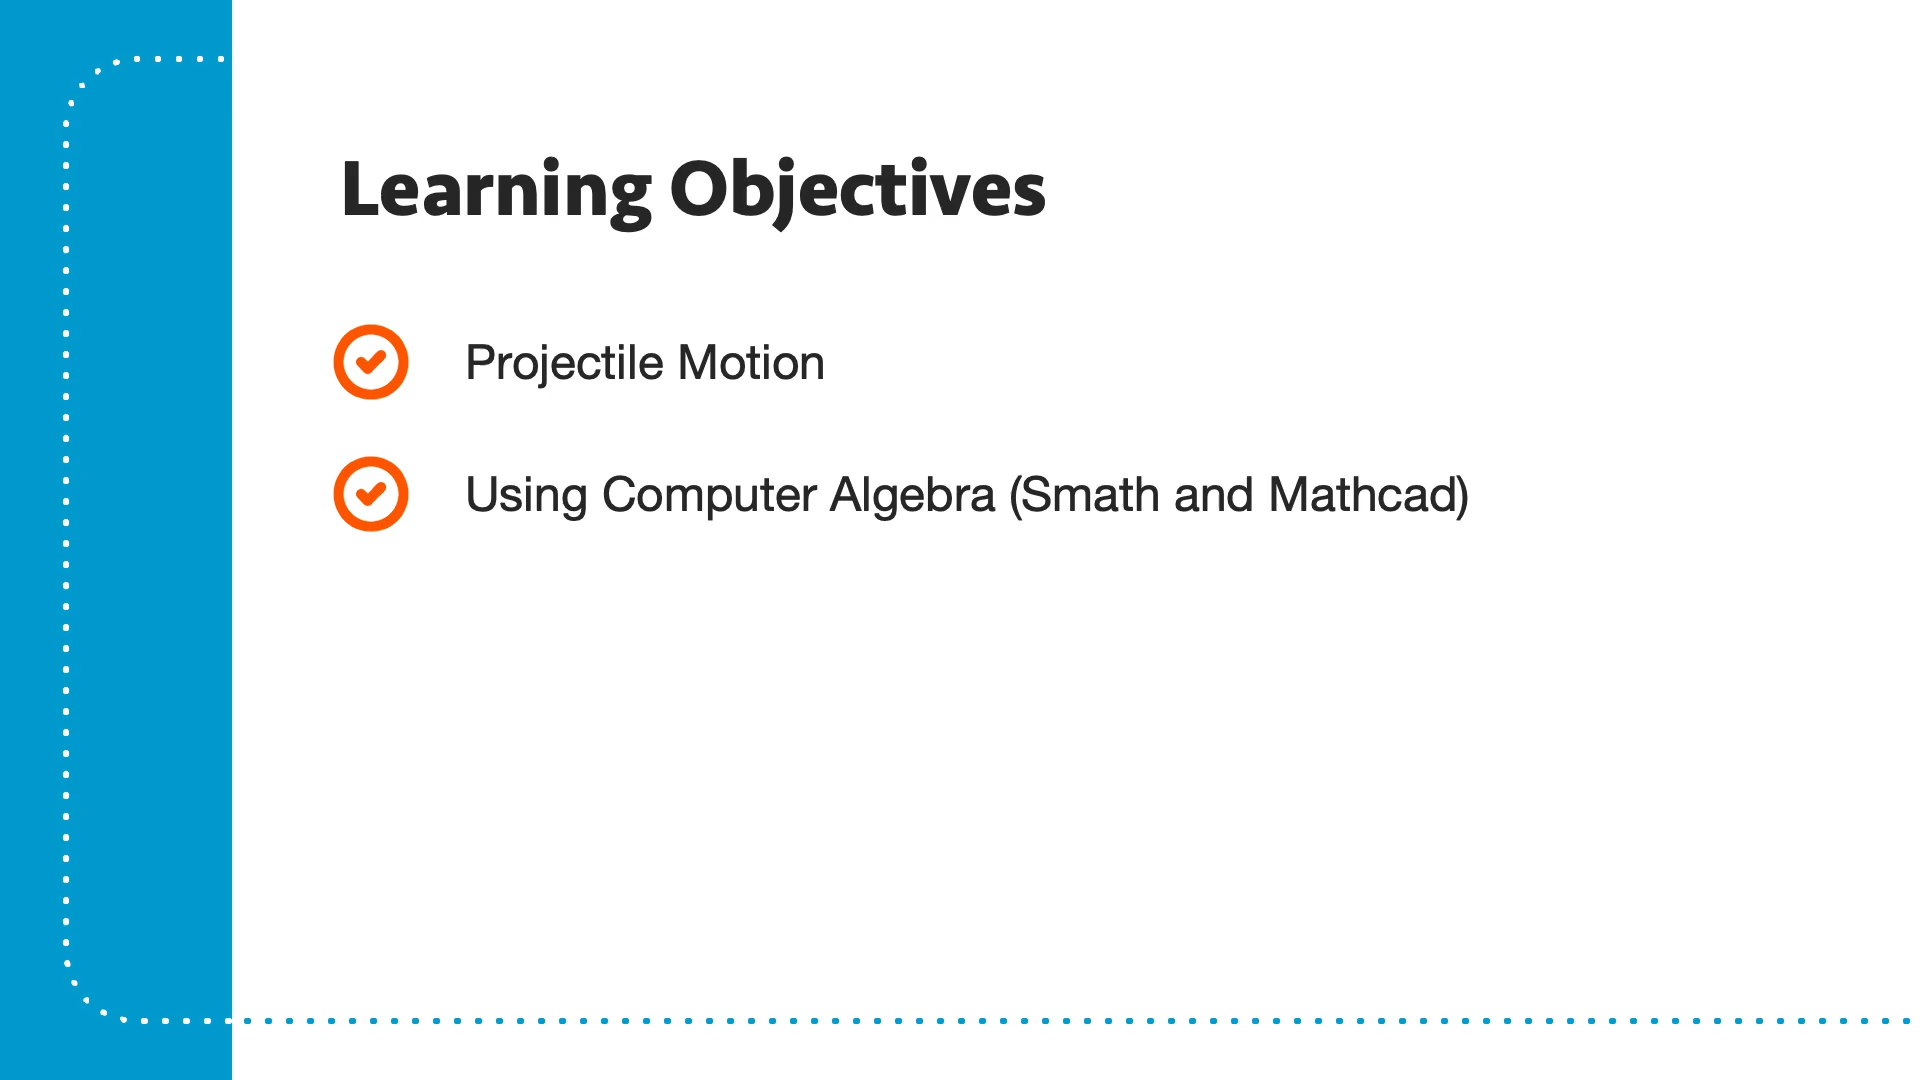 Learning Objectives
Projectile Motion
Using Computer Algebra (Smath and Mathcad)